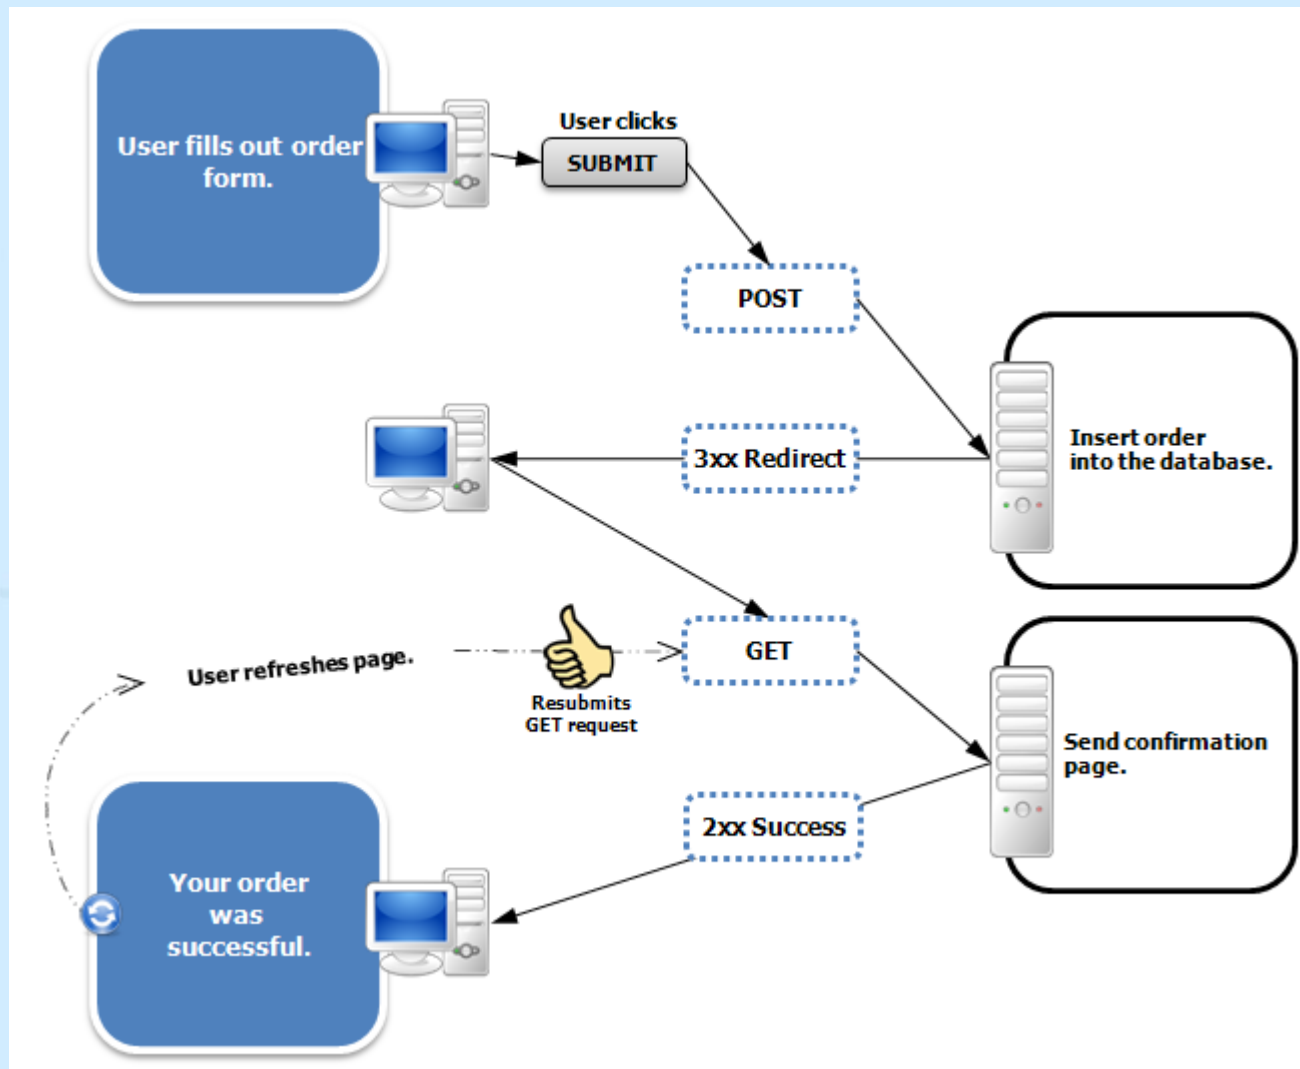 User fills out order
form.
User clicks
SUBMIT
POST
Insert order
into the database.
3xx Redirect
User refreshes page.
Resubmits
GET request
GET
Send confirmation
page.
2xx Success
Your order
was
successful.